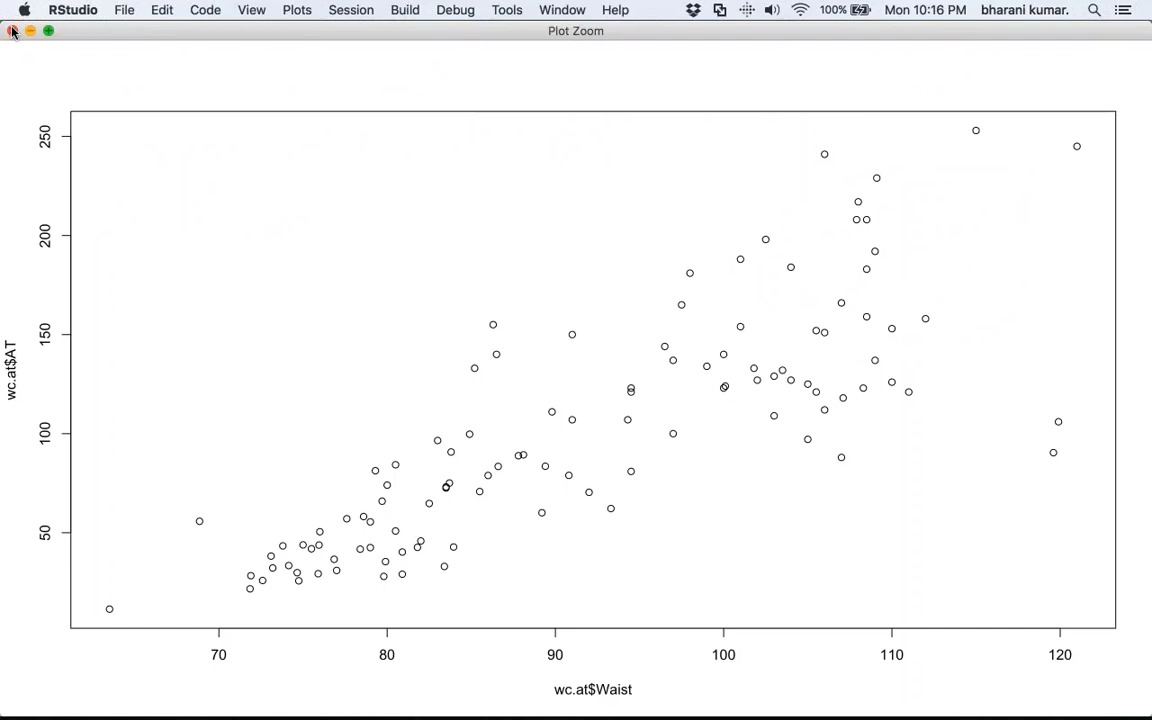 RStudio File Edit Code View Plots Session Build Debug Tools Window Help 100% Mon 10:16 PM bharani kumar.
Plot Zoom
250
200
150
100
50
wc.at$AT
70 80 90 100 110 120
wc.at$Waist